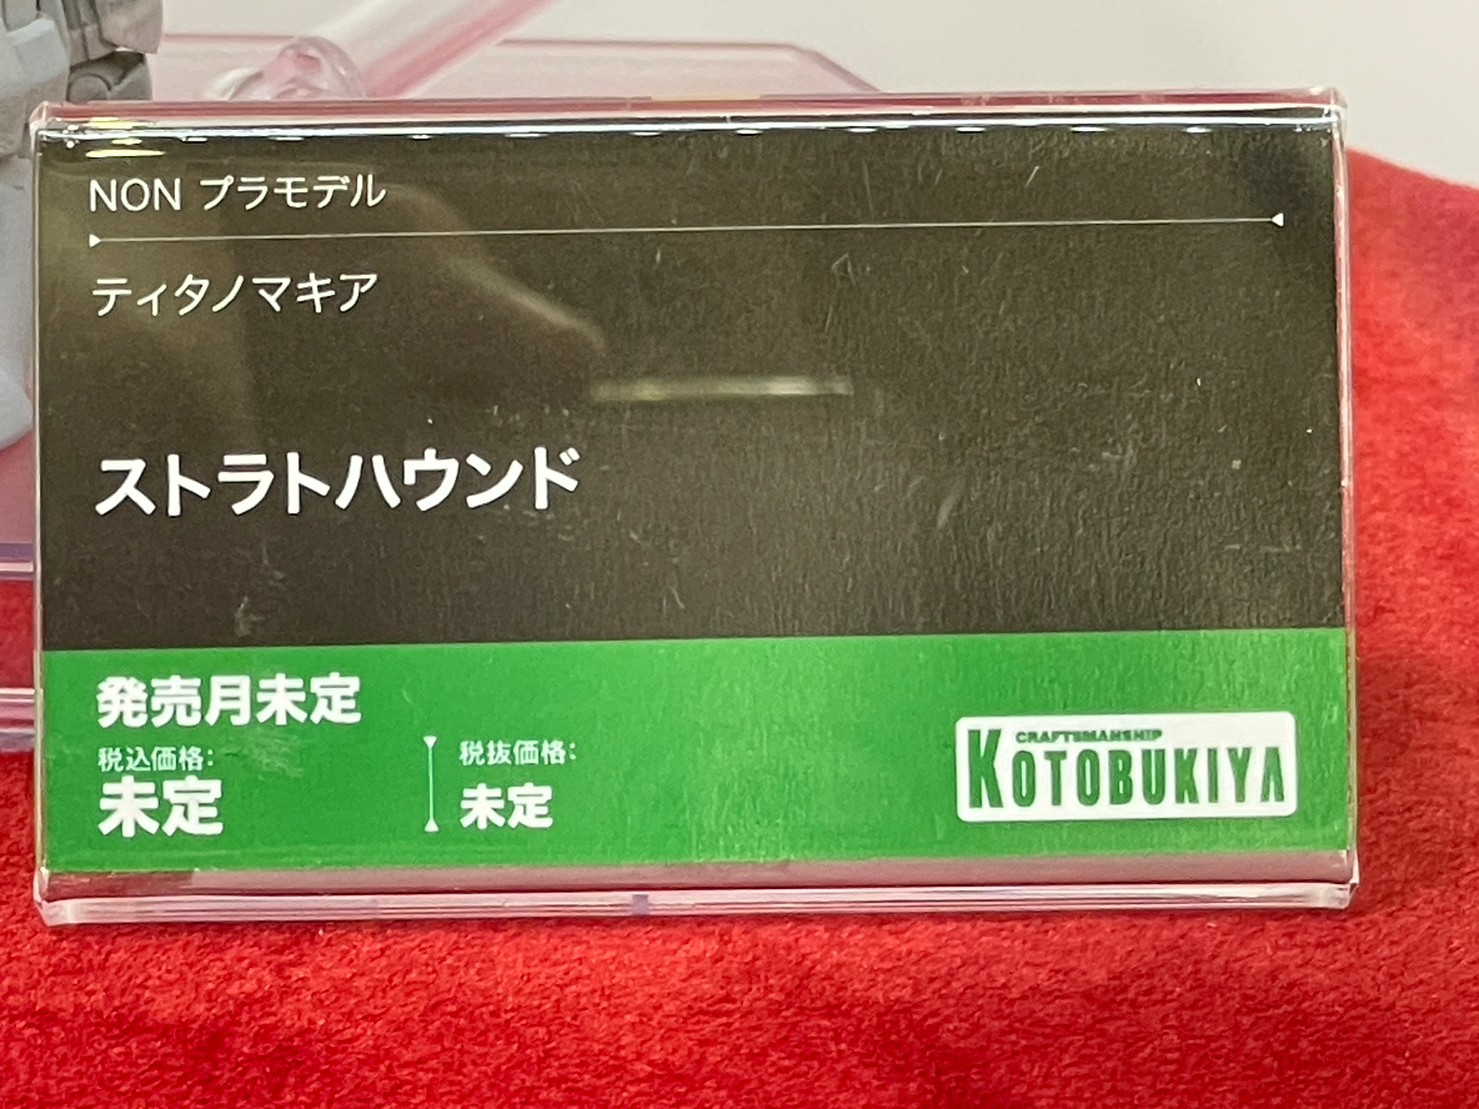 NON プラモデル
ティタノマキア
ストラトハウンド
発売月未定
税込価格:
未定
税抜価格:
未定
CRAFTSMANSHIP
KOTOBUKIYA